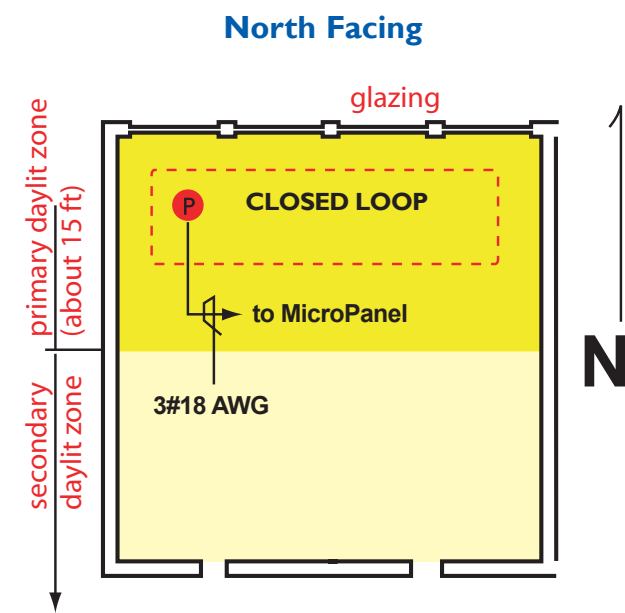 North Facing
glazing
primary daylit zone
(about 15 ft)
P
CLOSED LOOP
to MicroPanel
N
3#18 AWG
secondary
daylit zone